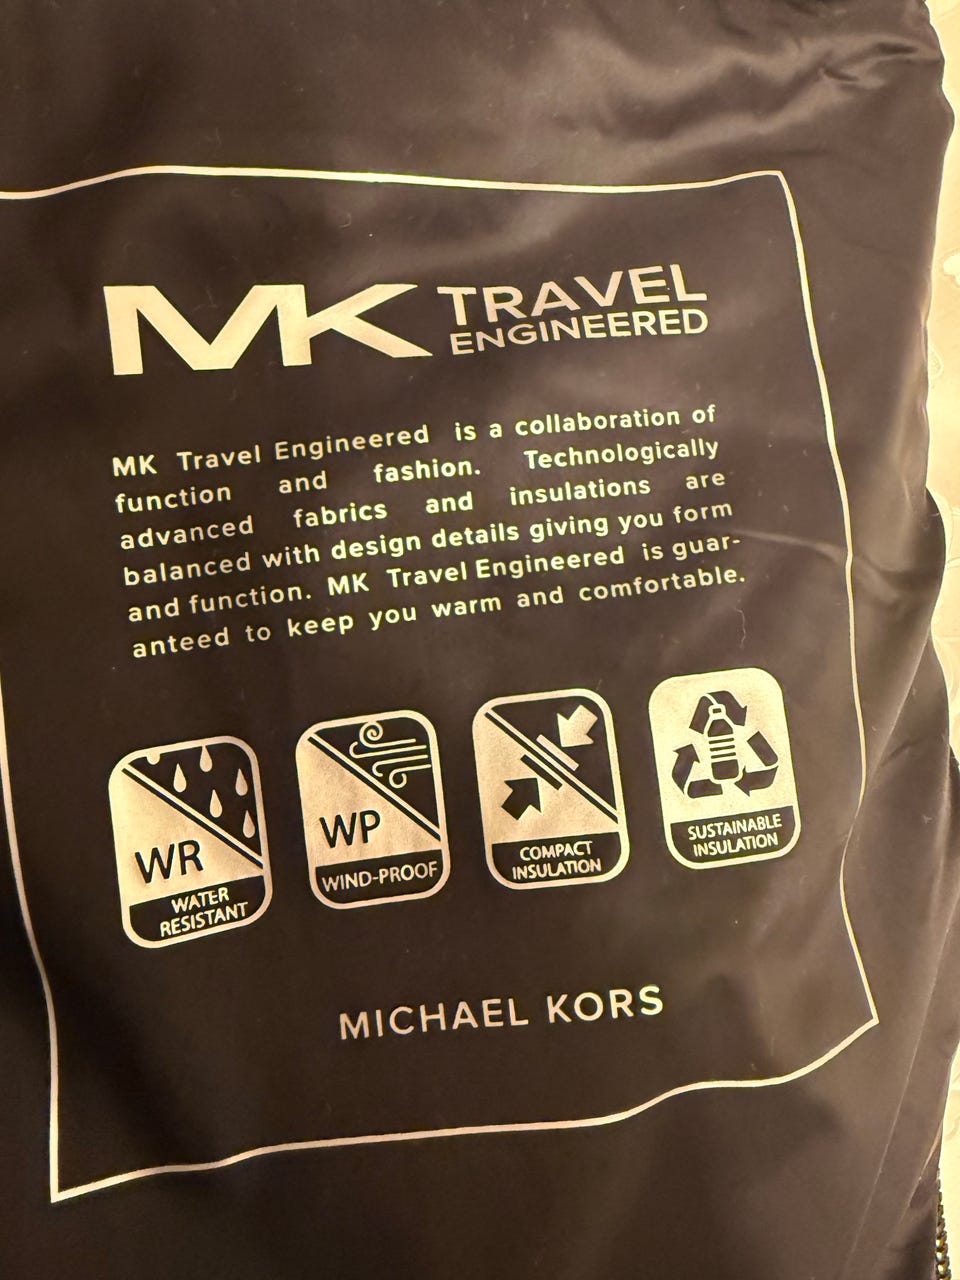 MK TRAVEL
ENGINEERED
MK Travel Engineered is a collaboration of
function and fashion. Technologically
advanced fabrics and insulations are
balanced with design details giving you form
and function. MK Travel Engineered is guar-
anteed to keep you warm and comfortable.
WR
WATER
RESISTANT
WP
WIND-PROOF
COMPACT
INSULATION
SUSTAINABLE
INSULATION
MICHAEL KORS